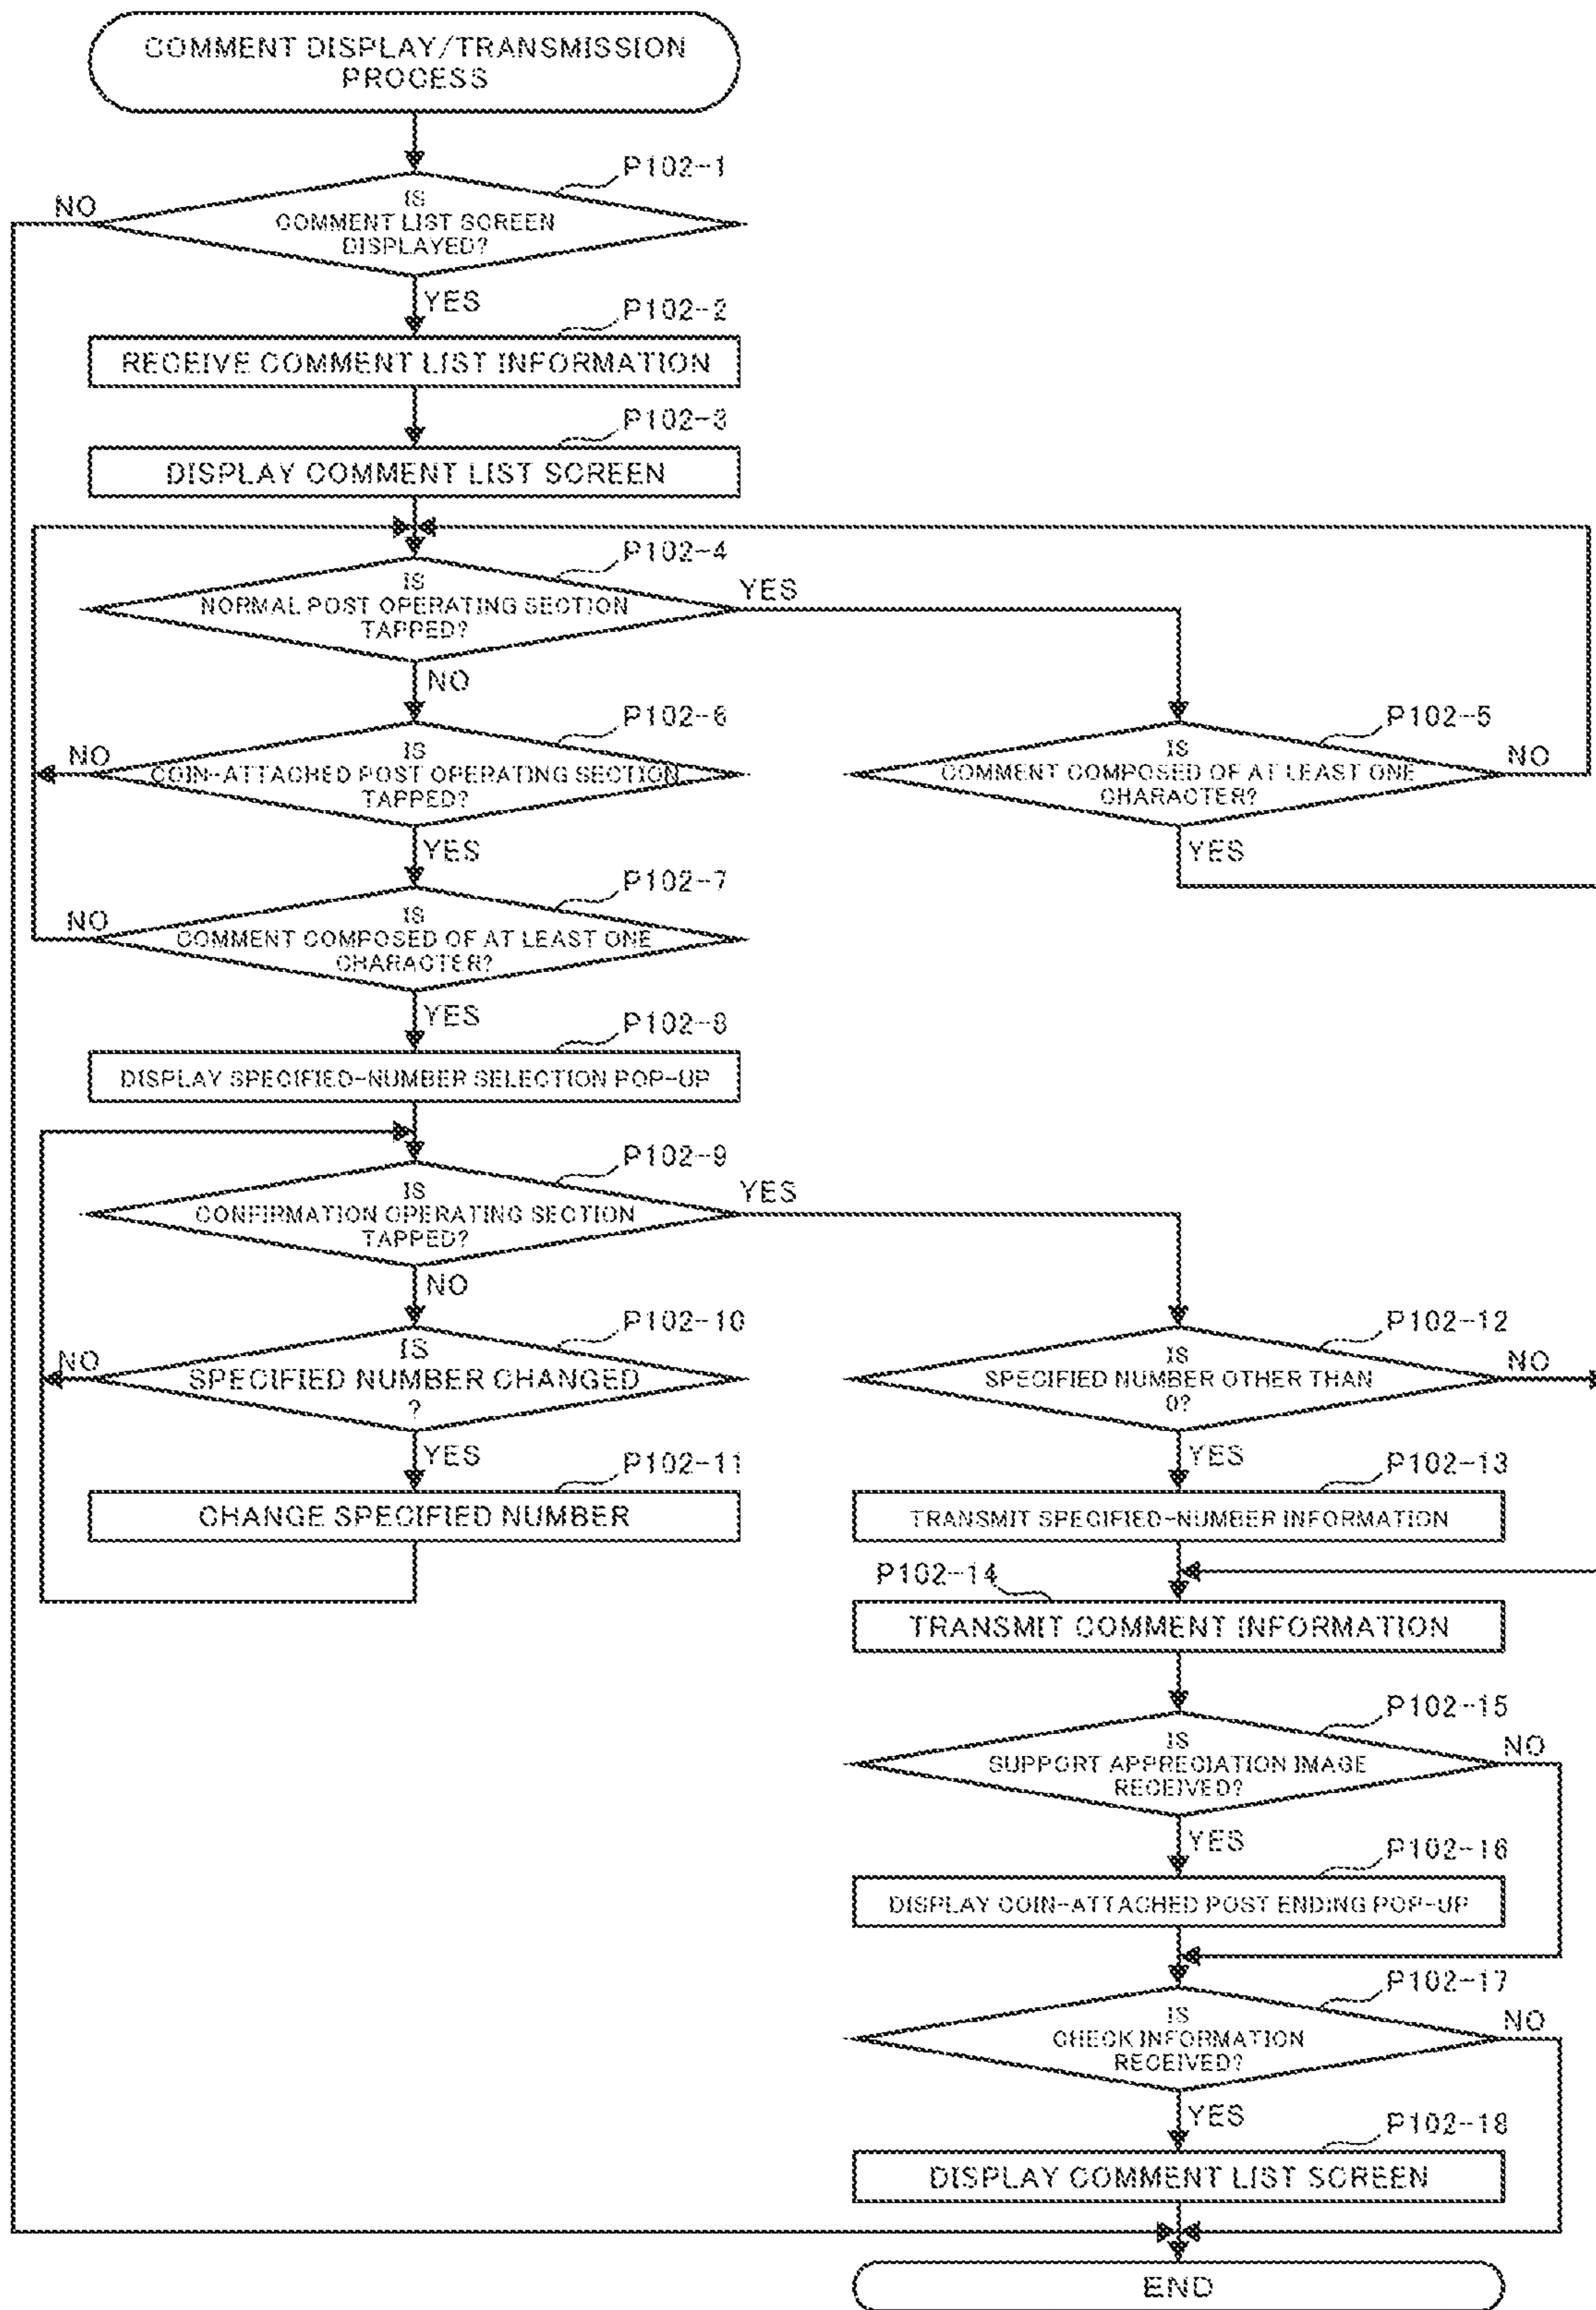 COMMENT DISPLAY/TRANSMISSION
PROCESS
P102-1
NO
IS
COMMENT LIST SCREEN
DISPLAYED?
YES
P102-2
RECEIVE COMMENT LIST INFORMATION
P102-3
DISPLAY COMMENT LIST SCREEN
P102-4
IS
NORMAL POST OPERATING SECTION
TAPPED?
YES
NO
P102-6
NO
IS
COIN-ATTACHED POST OPERATING SECTION
TAPPED?
YES
P102-5
IS
COMMENT COMPOSED OF AT LEAST ONE
CHARACTER?
NO
YES
P102-7
NO
IS
COMMENT COMPOSED OF AT LEAST ONE
CHARACTER?
YES
P102-8
DISPLAY SPECIFIED-NUMBER SELECTION POP-UP
P102-9
IS
CONFIRMATION OPERATING SECTION
TAPPED?
YES
NO
P102-10
NO
IS
SPECIFIED NUMBER CHANGED
?
YES
P102-11
CHANGE SPECIFIED NUMBER
P102-12
IS
SPECIFIED NUMBER OTHER THAN
0?
NO
YES
P102-13
TRANSMIT SPECIFIED-NUMBER INFORMATION
P102-14
TRANSMIT COMMENT INFORMATION
P102-15
IS
SUPPORT APPRECIATION IMAGE
RECEIVED?
NO
YES
P102-16
DISPLAY COIN-ATTACHED POST ENDING POP-UP
P102-17
IS
CHECK INFORMATION
RECEIVED?
NO
YES
P102-18
DISPLAY COMMENT LIST SCREEN
END